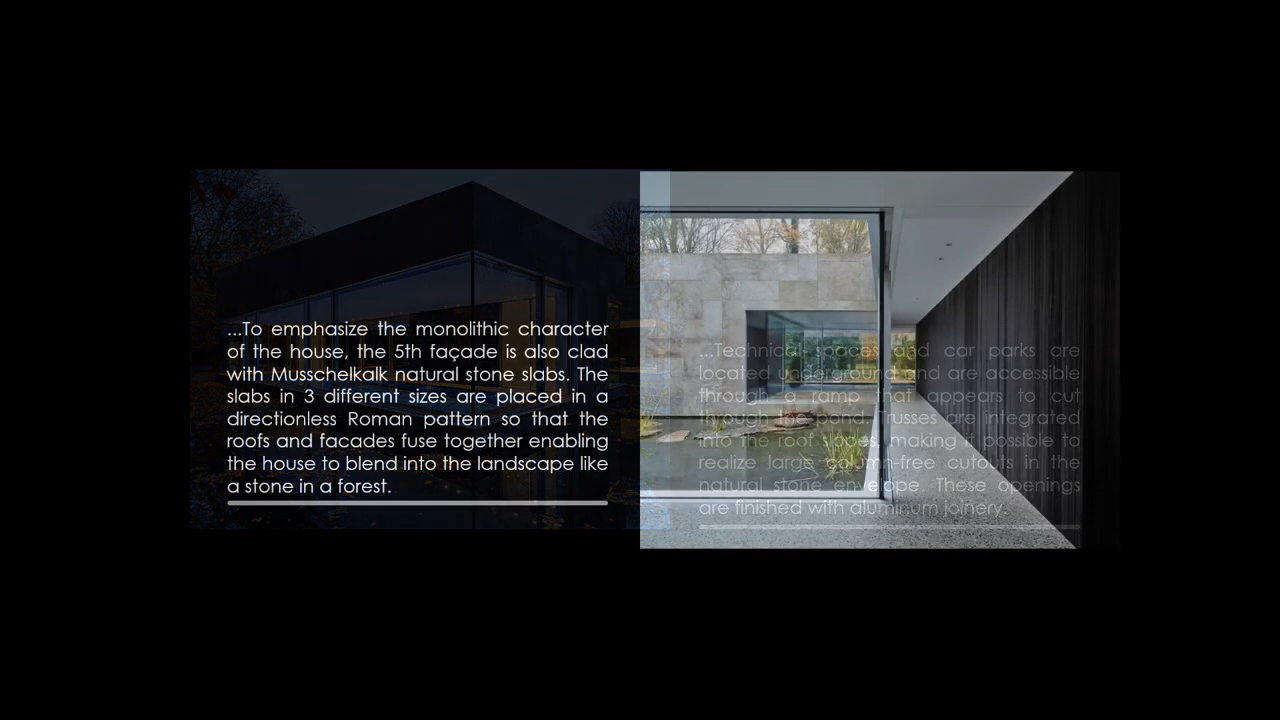 ...To emphasize the monolithic character
of the house, the 5th façade is also clad
with Musschelkalk natural stone slabs. The
slabs in 3 different sizes are placed in a
directionless Roman pattern so that the
roofs and facades fuse together enabling
the house to blend into the landscape like
a stone in a forest.
...Technical spaces and car parks are
located underground and are accessible
through a ramp that appears to cut
through the pond. Trusses are integrated
into the roof slopes, making it possible to
realize large column-free cutouts in the
natural stone envelope. These openings
are finished with aluminum joinery.